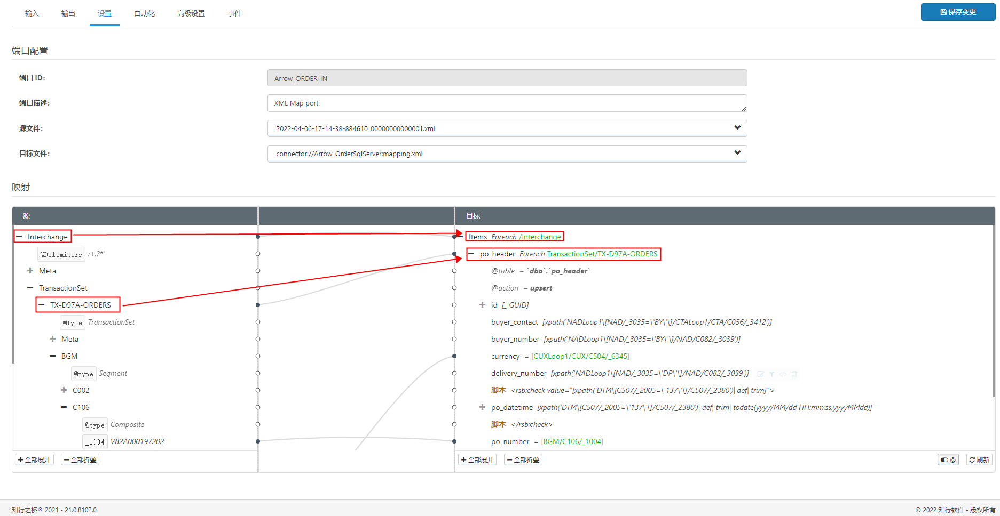 输入 输出 设置 自动化 高级设置 事件 保存变更
端口配置
端口 ID: Arrow_ORDER_IN
端口描述: XML Map port
源文件: 2022-04-06-17-14-38-884610_00000000000001.xml
目标文件: connector://Arrow_OrderSqlServer:mapping.xml
映射
源 目标
Interchange
@Delimiters :+.?*'
Meta
TransactionSet
TX-D97A-ORDERS
@type TransactionSet
Meta
BGM
@type Segment
C002
C106
@type Composite
_1004 V82A000197202
全部展开 全部折叠
Items Foreach /Interchange
po_header Foreach TransactionSet/TX-D97A-ORDERS
@table = `dbo`.`po_header`
@action = upsert
id [_|GUID]
buyer_contact [xpath('NADLoop1\[NAD/_3035=\'BY\'\]/CTALoop1/CTA/C056/_3412')]
buyer_number [xpath('NADLoop1\[NAD/_3035=\'BY\'\]/NAD/C082/_3039')]
currency = [CUXLoop1/CUX/C504/_6345]
delivery_number [xpath('NADLoop1\[NAD/_3035=\'DP\'\]/NAD/C082/_3039')]
脚本 <rsb:check value="[xpath('DTM\[C507/_2005=\'137\'\]/C507/_2380')| def| trim]">
po_datetime [xpath('DTM\[C507/_2005=\'137\'\]/C507/_2380')| def| trim| todate(yyyy/MM/dd HH:mm:ss,yyyyMMdd)]
脚本 </rsb:check>
po_number = [BGM/C106/_1004]
全部展开 全部折叠 @ 刷新
知行之桥® 2021 - 21.0.8102.0 © 2022 知行软件 - 版权所有